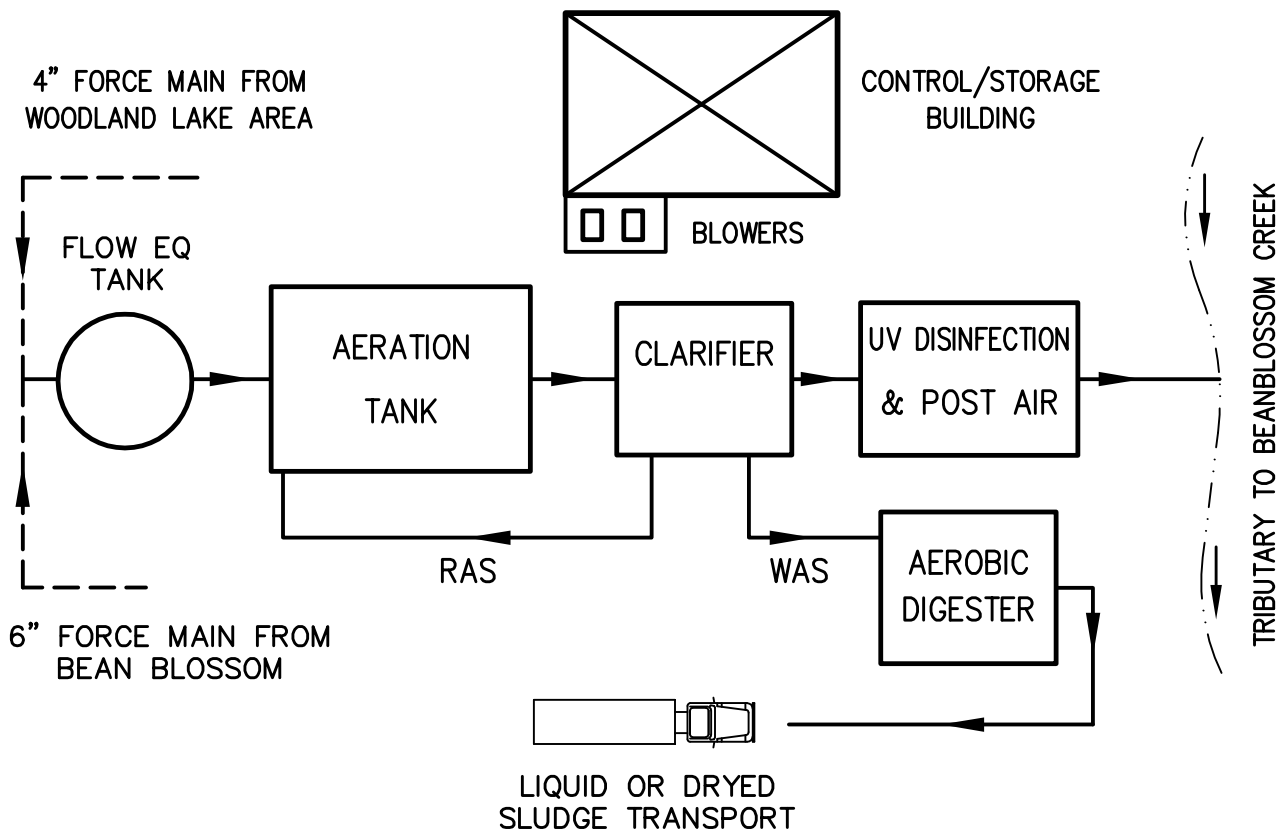 4” FORCE MAIN FROM
WOODLAND LAKE AREA
CONTROL/STORAGE
BUILDING
BLOWERS
FLOW EQ
TANK
AERATION
TANK
CLARIFIER
UV DISINFECTION
& POST AIR
TRIBUTARY TO BEANBLOSSOM CREEK
RAS
WAS
AEROBIC
DIGESTER
6” FORCE MAIN FROM
BEAN BLOSSOM
LIQUID OR DRYED
SLUDGE TRANSPORT